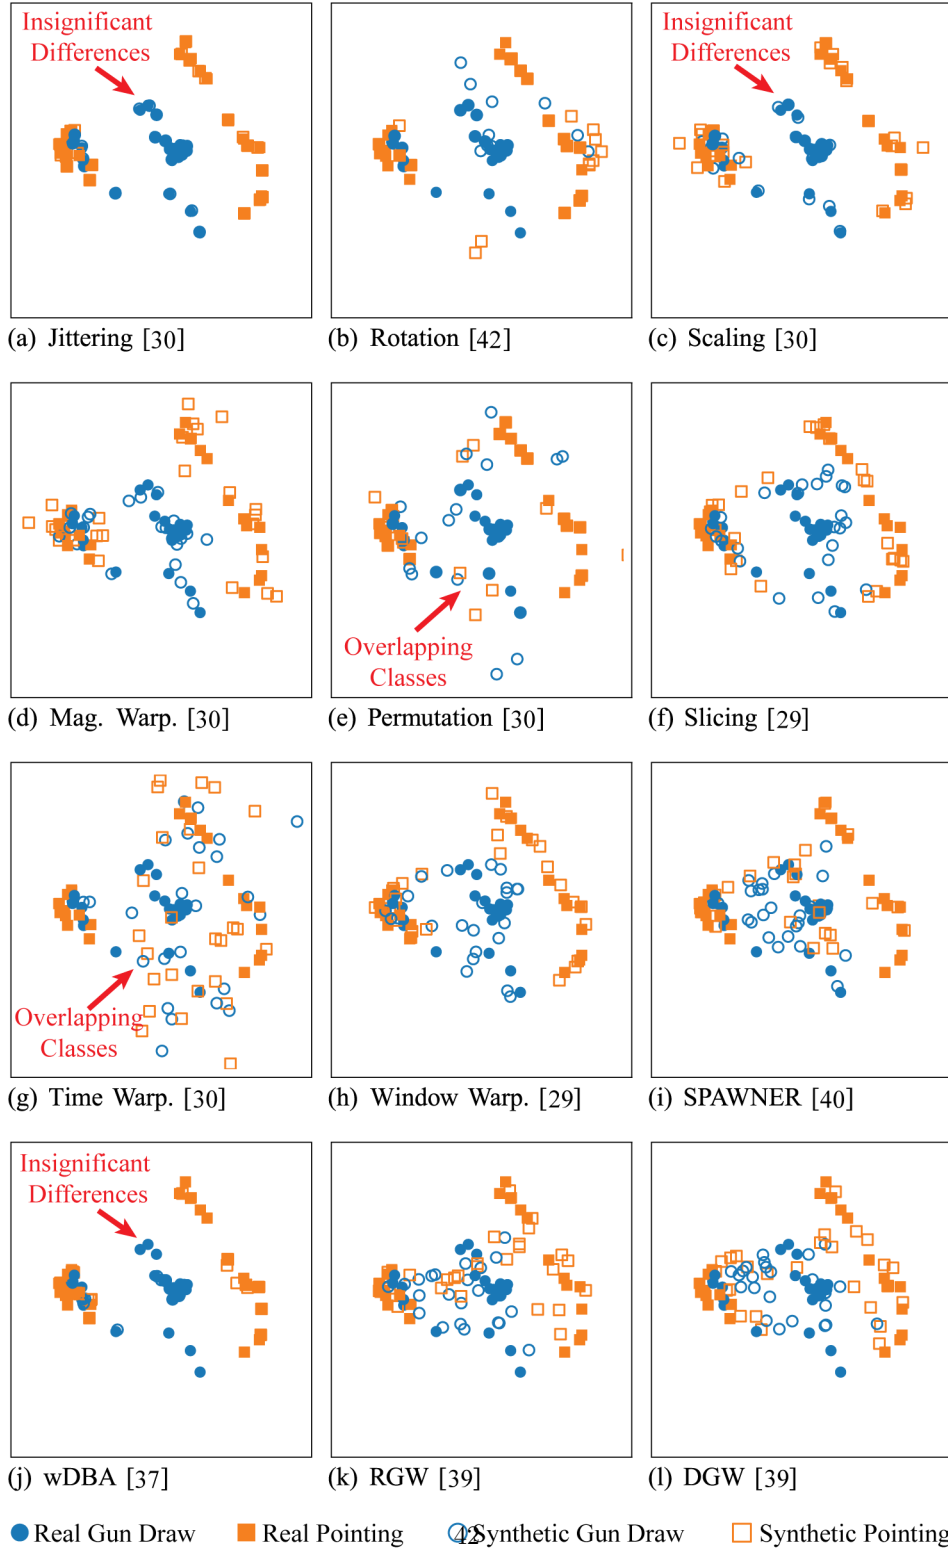 Insignificant
Differences
Insignificant
Differences
(a) Jittering [30]
(b) Rotation [42]
(c) Scaling [30]
Overlapping
Classes
(d) Mag. Warp. [30]
(e) Permutation [30]
(f) Slicing [29]
Overlapping
Classes
(g) Time Warp. [30]
(h) Window Warp. [29]
(i) SPAWNER [40]
Insignificant
Differences
(j) wDBA [37]
(k) RGW [39]
(l) DGW [39]
Real Gun Draw
Real Pointing
Synthetic Gun Draw
Synthetic Pointing
42